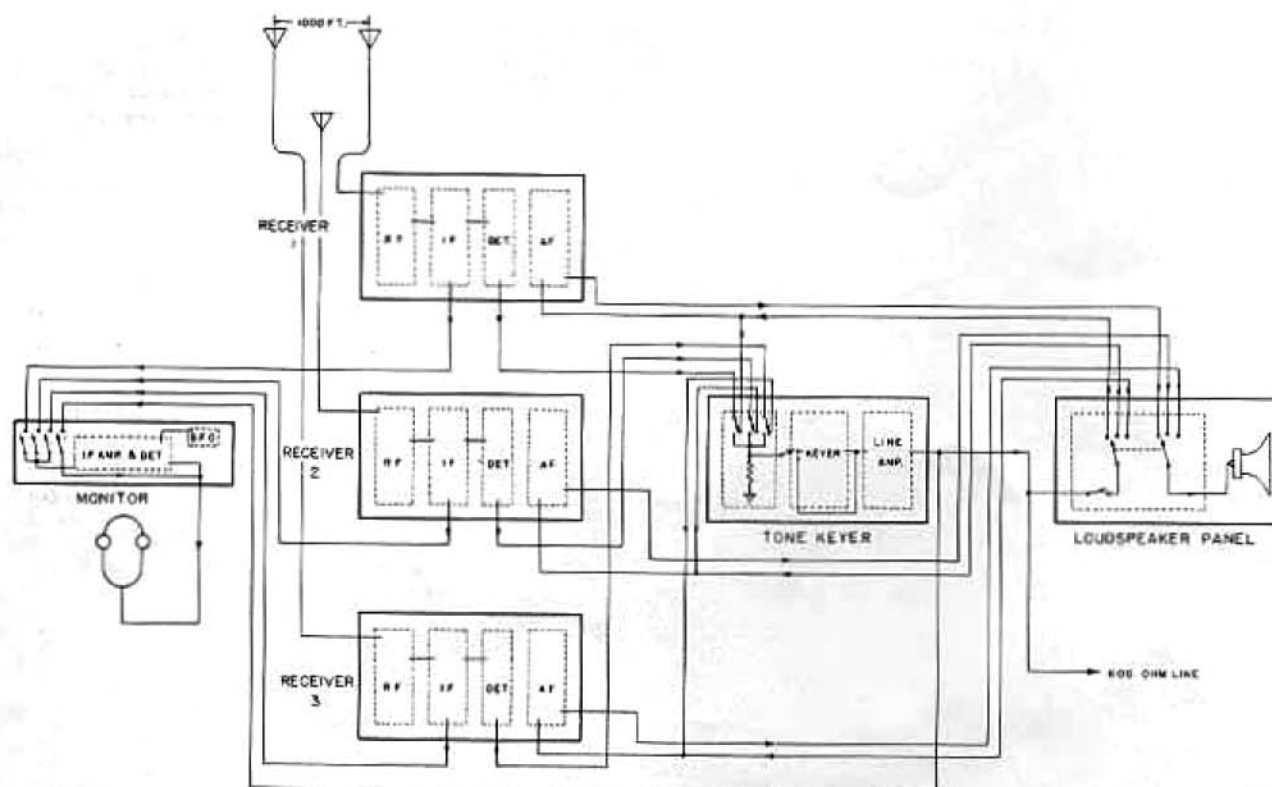 1000 FT.
RECEIVER
1
RF
IF
DET.
AF
RECEIVER
2
RF
IF
DET
AF
B.F.O
IF AMP. & DET
MONITOR
KEYER
LINE
AMP.
TONE KEYER
LOUDSPEAKER PANEL
RECEIVER
3
RF
IF
DET
AF
600 OHM LINE